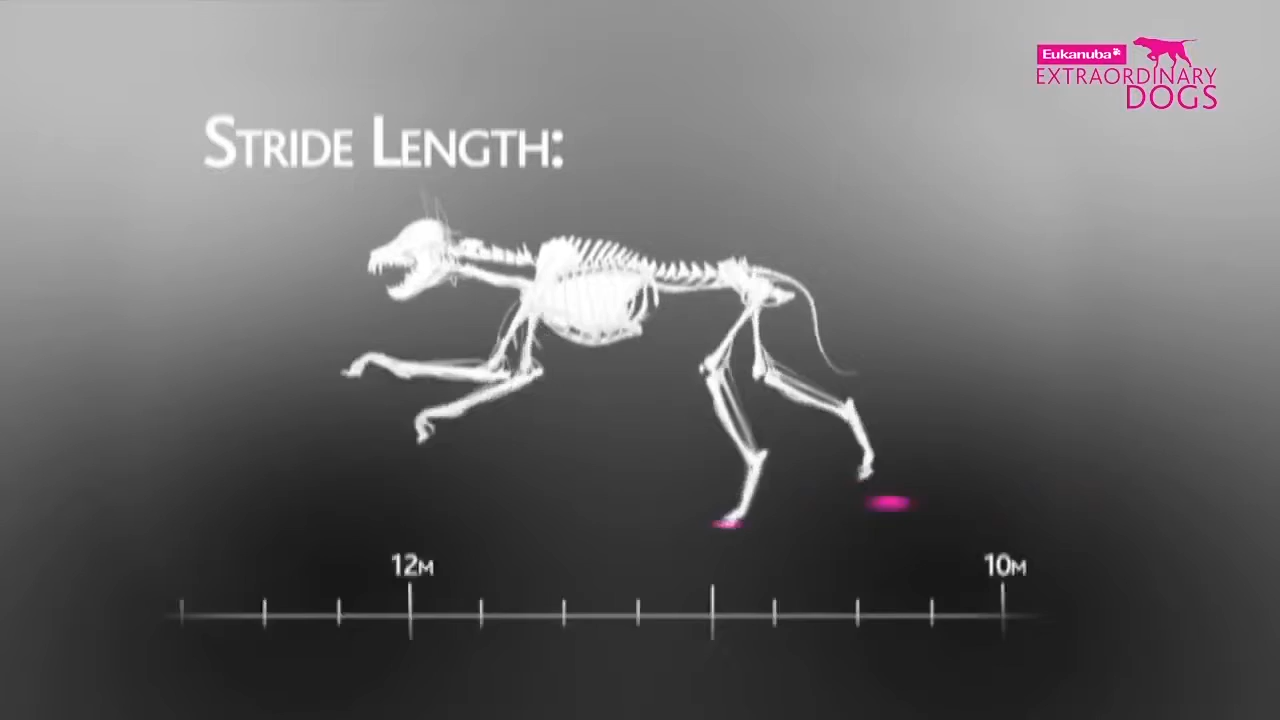 Eukanuba
EXTRAORDINARY
DOGS
STRIDE LENGTH:
12M
10M